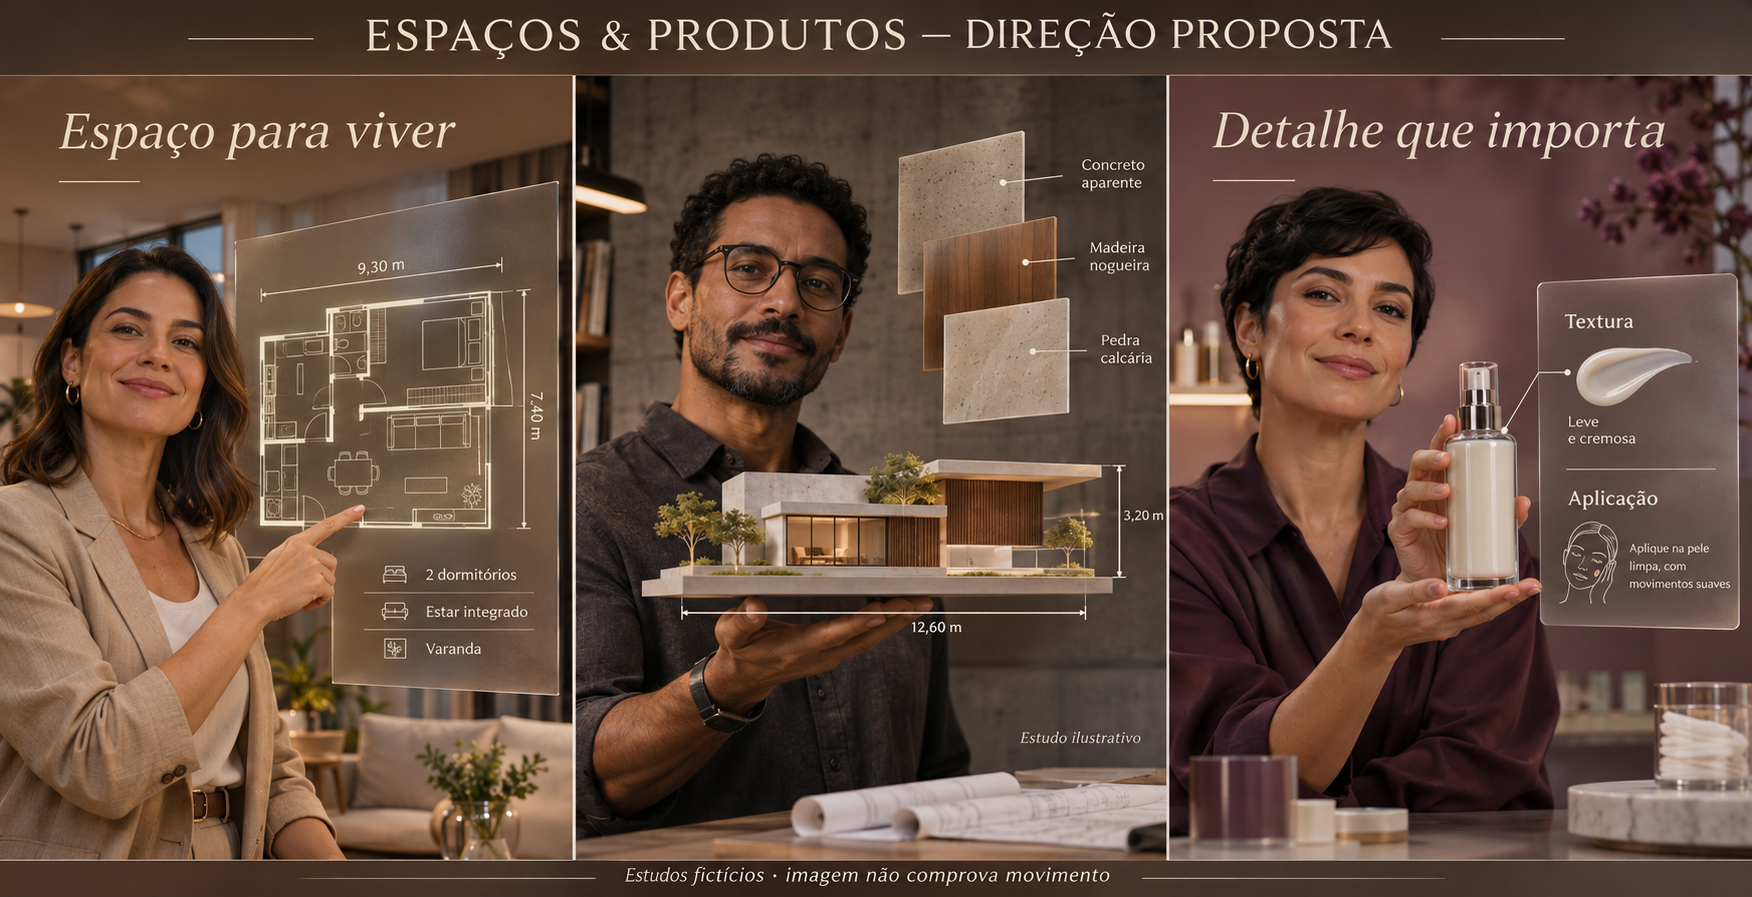 ESPAÇOS & PRODUTOS — DIREÇÃO PROPOSTA
Espaço para viver
9,30 m
7,40 m
2 dormitórios
Estar integrado
Varanda
Concreto
aparente
Madeira
nogueira
Pedra
calcária
3,20 m
12,60 m
Estudo ilustrativo
Detalhe que importa
Textura
Leve
e cremosa
Aplicação
Aplique na pele
limpa, com
movimentos suaves
Estudos fictícios · imagem não comprova movimento